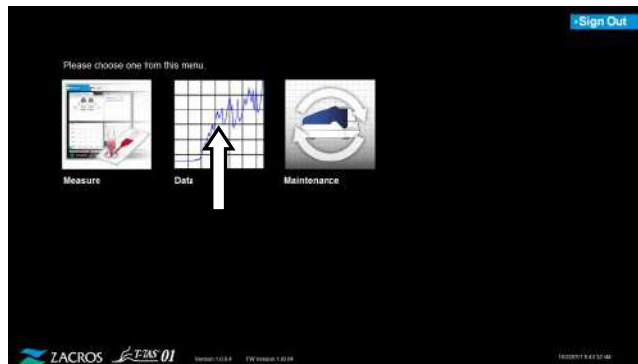 Sign Out
Please choose one from this menu.
Measure
Data
Maintenance
ZACROS T-TAS 01